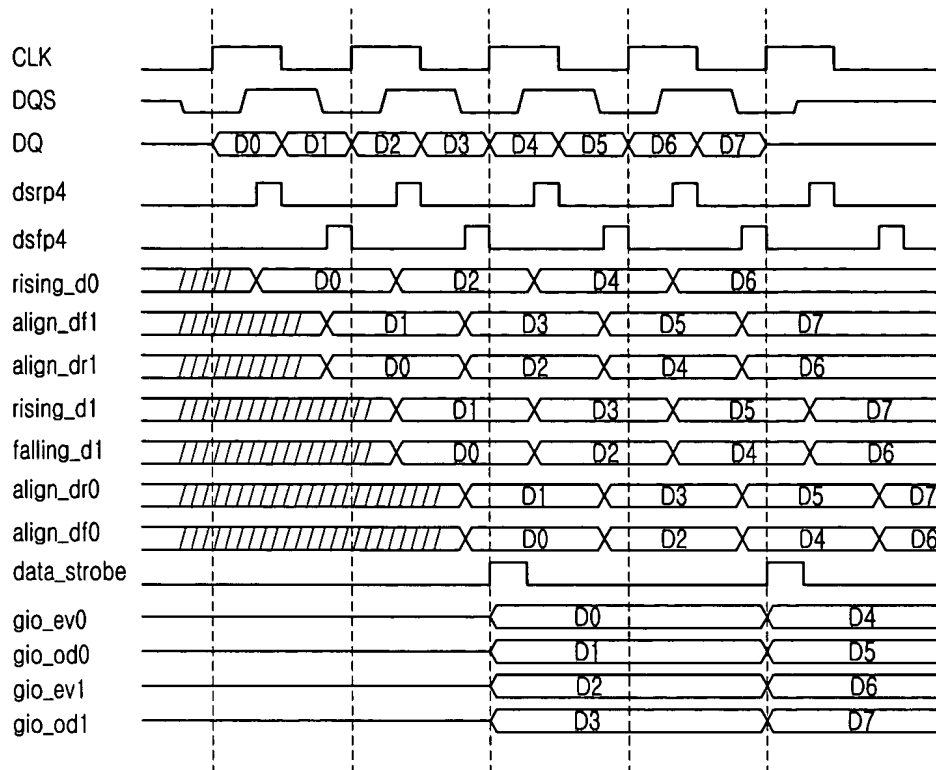 CLK
DQS
DQ D0 D1 D2 D3 D4 D5 D6 D7
dsrp4
dsfp4
rising_d0 D0 D2 D4 D6
align_df1 D1 D3 D5 D7
align_dr1 D0 D2 D4 D6
rising_d1 D1 D3 D5 D7
falling_d1 D0 D2 D4 D6
align_dr0 D1 D3 D5 D7
align_df0 D0 D2 D4 D6
data_strobe
gio_ev0 D0 D4
gio_od0 D1 D5
gio_ev1 D2 D6
gio_od1 D3 D7